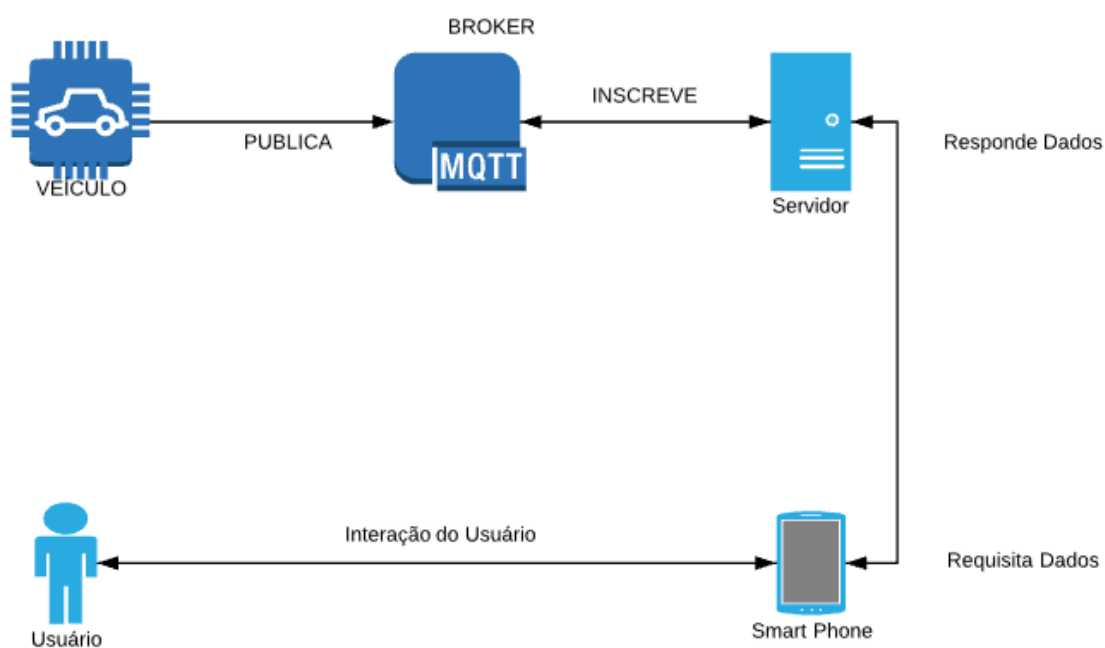 BROKER
INSCREVE
PUBLICA
MQTT
Responde Dados
VEÍCULO
Servidor
Interação do Usuário
Requisita Dados
Usuário
Smart Phone